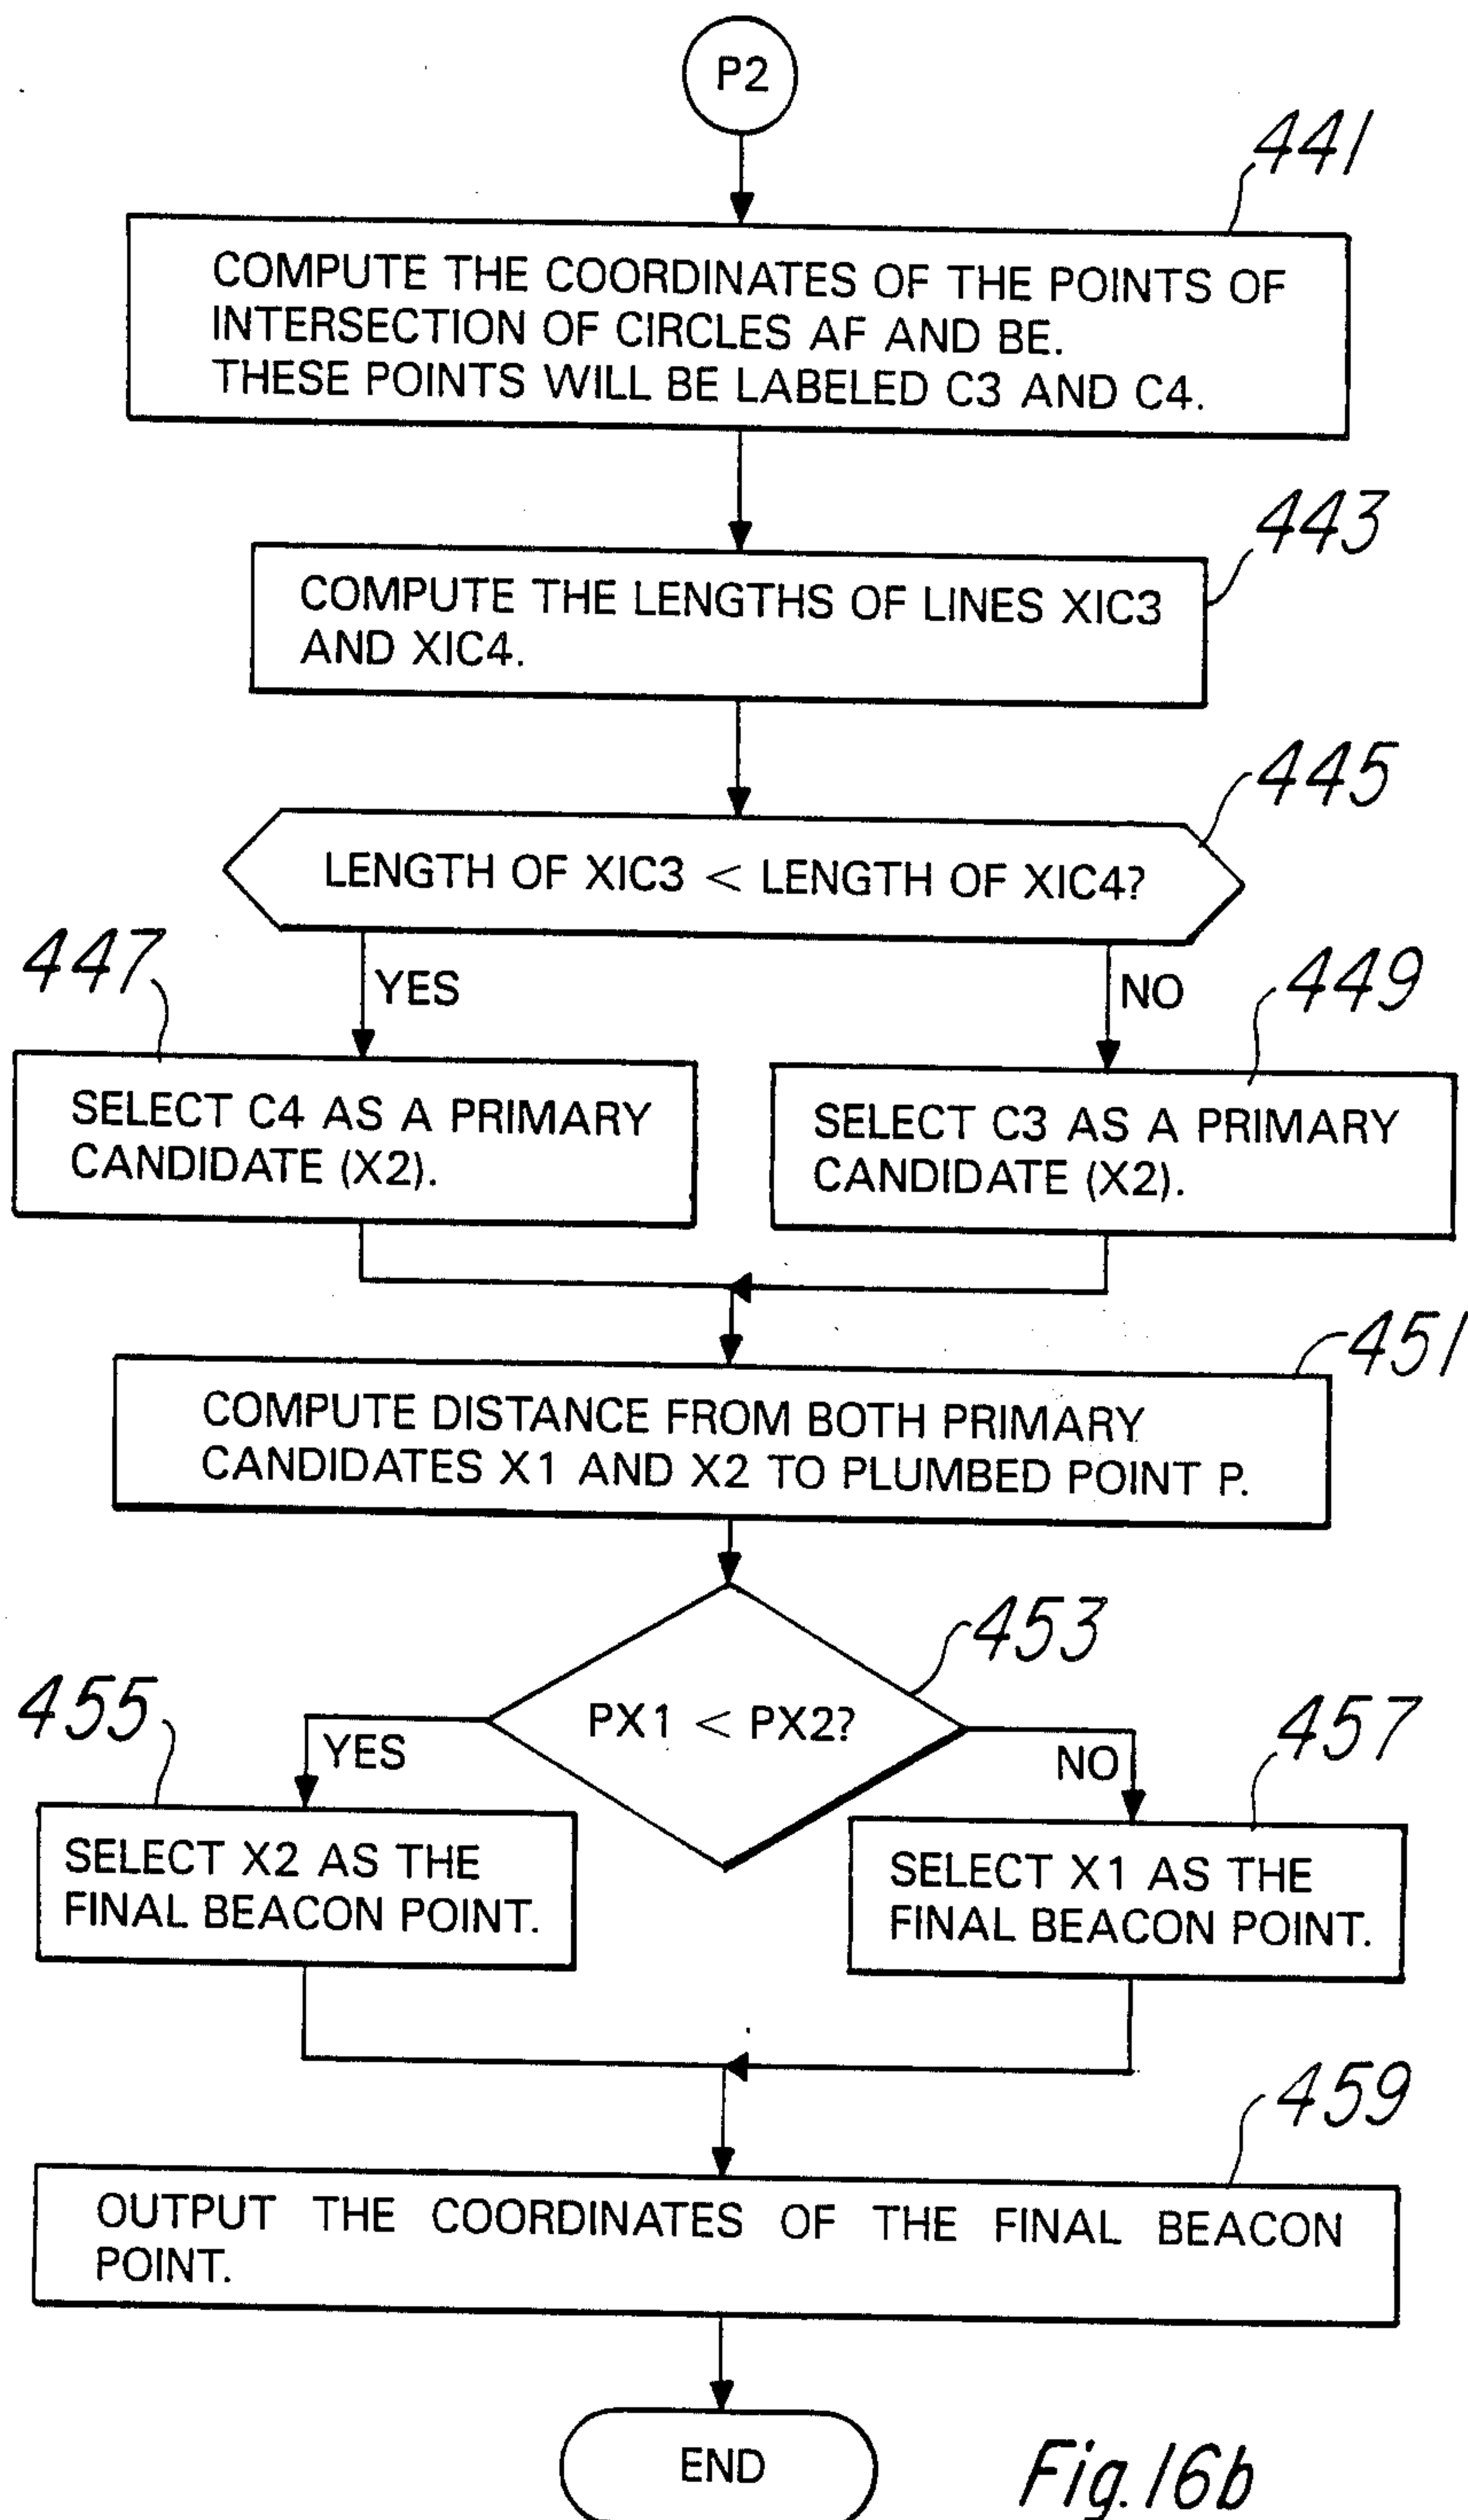 P2
441
COMPUTE THE COORDINATES OF THE POINTS OF
INTERSECTION OF CIRCLES AF AND BE.
THESE POINTS WILL BE LABELED C3 AND C4.
443
COMPUTE THE LENGTHS OF LINES XIC3
AND XIC4.
445
LENGTH OF XIC3 < LENGTH OF XIC4?
447
YES
NO
449
SELECT C4 AS A PRIMARY
CANDIDATE (X2).
SELECT C3 AS A PRIMARY
CANDIDATE (X2).
451
COMPUTE DISTANCE FROM BOTH PRIMARY
CANDIDATES X1 AND X2 TO PLUMBED POINT P.
453
PX1 < PX2?
455
YES
NO
457
SELECT X2 AS THE
FINAL BEACON POINT.
SELECT X1 AS THE
FINAL BEACON POINT.
459
OUTPUT THE COORDINATES OF THE FINAL BEACON
POINT.
END
Fig. 16b